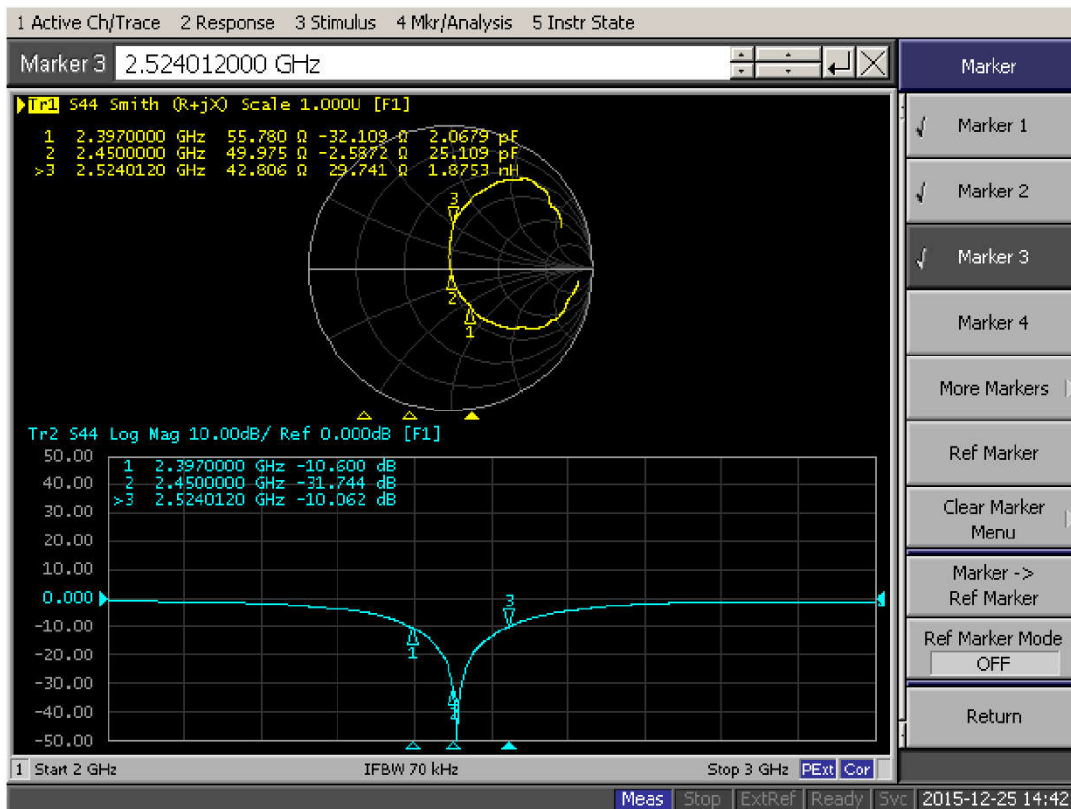 1 Active Ch/Trace 2 Response 3 Stimulus 4 Mkr/Analysis 5 Instr State
Marker 3 2.524012000 GHz
Tr1 S44 Smith (R+jX) Scale 1.000U [F1]
1 2.3970000 GHz 55.780 Ω -32.109 Ω 2.0679 pF
2 2.4500000 GHz 49.975 Ω -2.5872 Ω 25.109 pF
>3 2.5240120 GHz 42.806 Ω 29.741 Ω 1.8753 nH
3
2
1
Tr2 S44 Log Mag 10.00dB/ Ref 0.000dB [F1]
50.00
40.00
30.00
20.00
10.00
0.000
-10.00
-20.00
-30.00
-40.00
-50.00
1 2.3970000 GHz -10.600 dB
2 2.4500000 GHz -31.744 dB
>3 2.5240120 GHz -10.062 dB
3
1
2
1 Start 2 GHz IFBW 70 kHz Stop 3 GHz PExt Cor
Meas Stop ExtRef Ready Svc 2015-12-25 14:42
Marker
Marker 1
Marker 2
Marker 3
Marker 4
More Markers
Ref Marker
Clear Marker
Menu
Marker ->
Ref Marker
Ref Marker Mode
OFF
Return